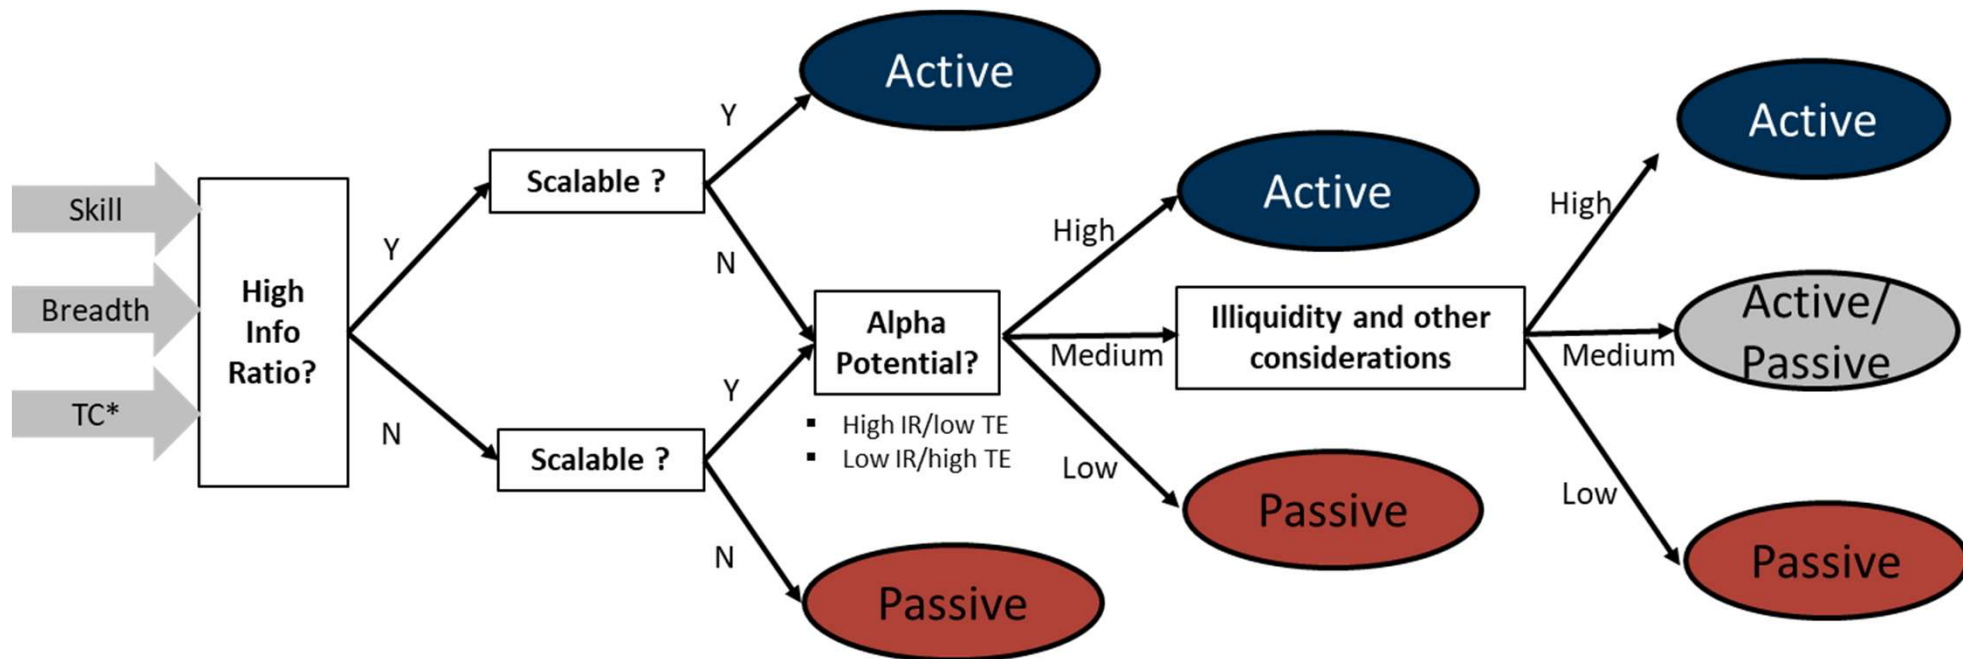 Skill
Breadth
TC*
High
Info
Ratio?
Y
N
Scalable ?
Scalable ?
Y
N
Y
N
Active
Passive
Alpha
Potential?
▪ High IR/low TE
▪ Low IR/high TE
High
Medium
Low
Active
Illiquidity and other
considerations
Passive
High
Medium
Low
Active
Active/
Passive
Passive